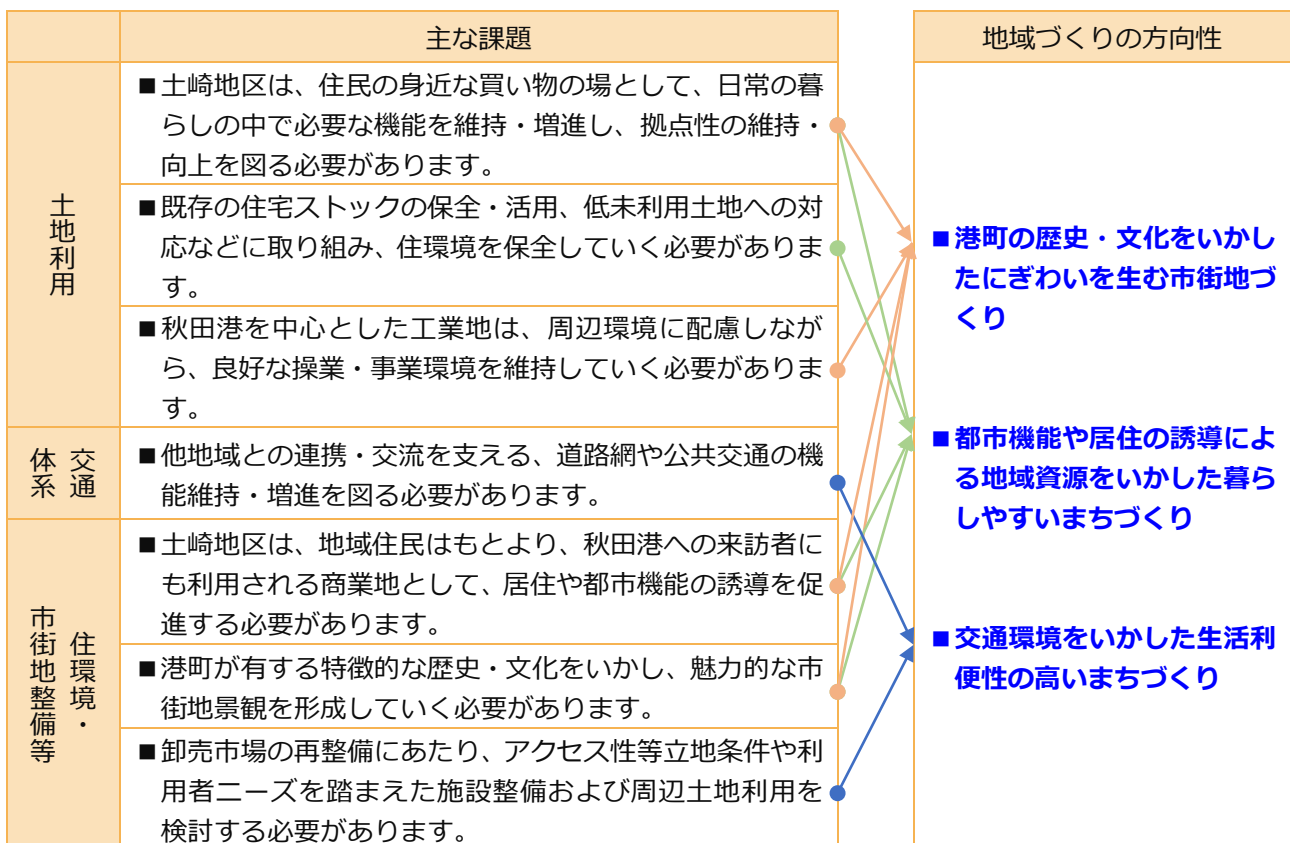 主な課題
地域づくりの方向性
土地利用
■土崎地区は、住民の身近な買い物の場として、日常の暮
らしの中で必要な機能を維持・増進し、拠点性の維持・
向上を図る必要があります。
■既存の住宅ストックの保全・活用、低未利用土地への対
応などに取り組み、住環境を保全していく必要がありま
す。
■秋田港を中心とした工業地は、周辺環境に配慮しなが
ら、良好な操業・事業環境を維持していく必要がありま
す。
交通
体系
■他地域との連携・交流を支える、道路網や公共交通の機
能維持・増進を図る必要があります。
住環境・
市街地整備等
■土崎地区は、地域住民はもとより、秋田港への来訪者に
も利用される商業地として、居住や都市機能の誘導を促
進する必要があります。
■港町が有する特徴的な歴史・文化をいかし、魅力的な市
街地景観を形成していく必要があります。
■卸売市場の再整備にあたり、アクセス性等立地条件や利
用者ニーズを踏まえた施設整備および周辺土地利用を
検討する必要があります。
■港町の歴史・文化をいかし
たにぎわいを生む市街地づ
くり
■都市機能や居住の誘導によ
る地域資源をいかした暮ら
しやすいまちづくり
■交通環境をいかした生活利
便性の高いまちづくり